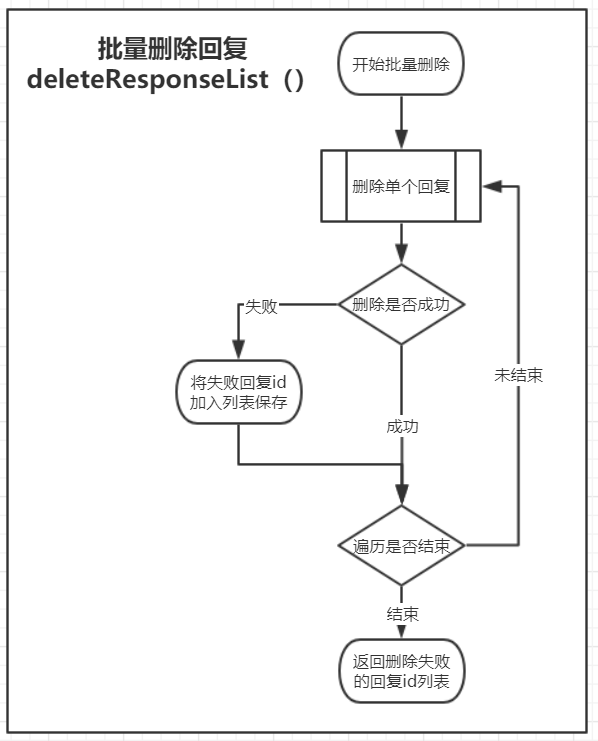 批量删除回复
deleteResponseList（）
开始批量删除
删除单个回复
删除是否成功
失败
将失败回复id
加入列表保存
未结束
成功
遍历是否结束
结束
返回删除失败
的回复id列表